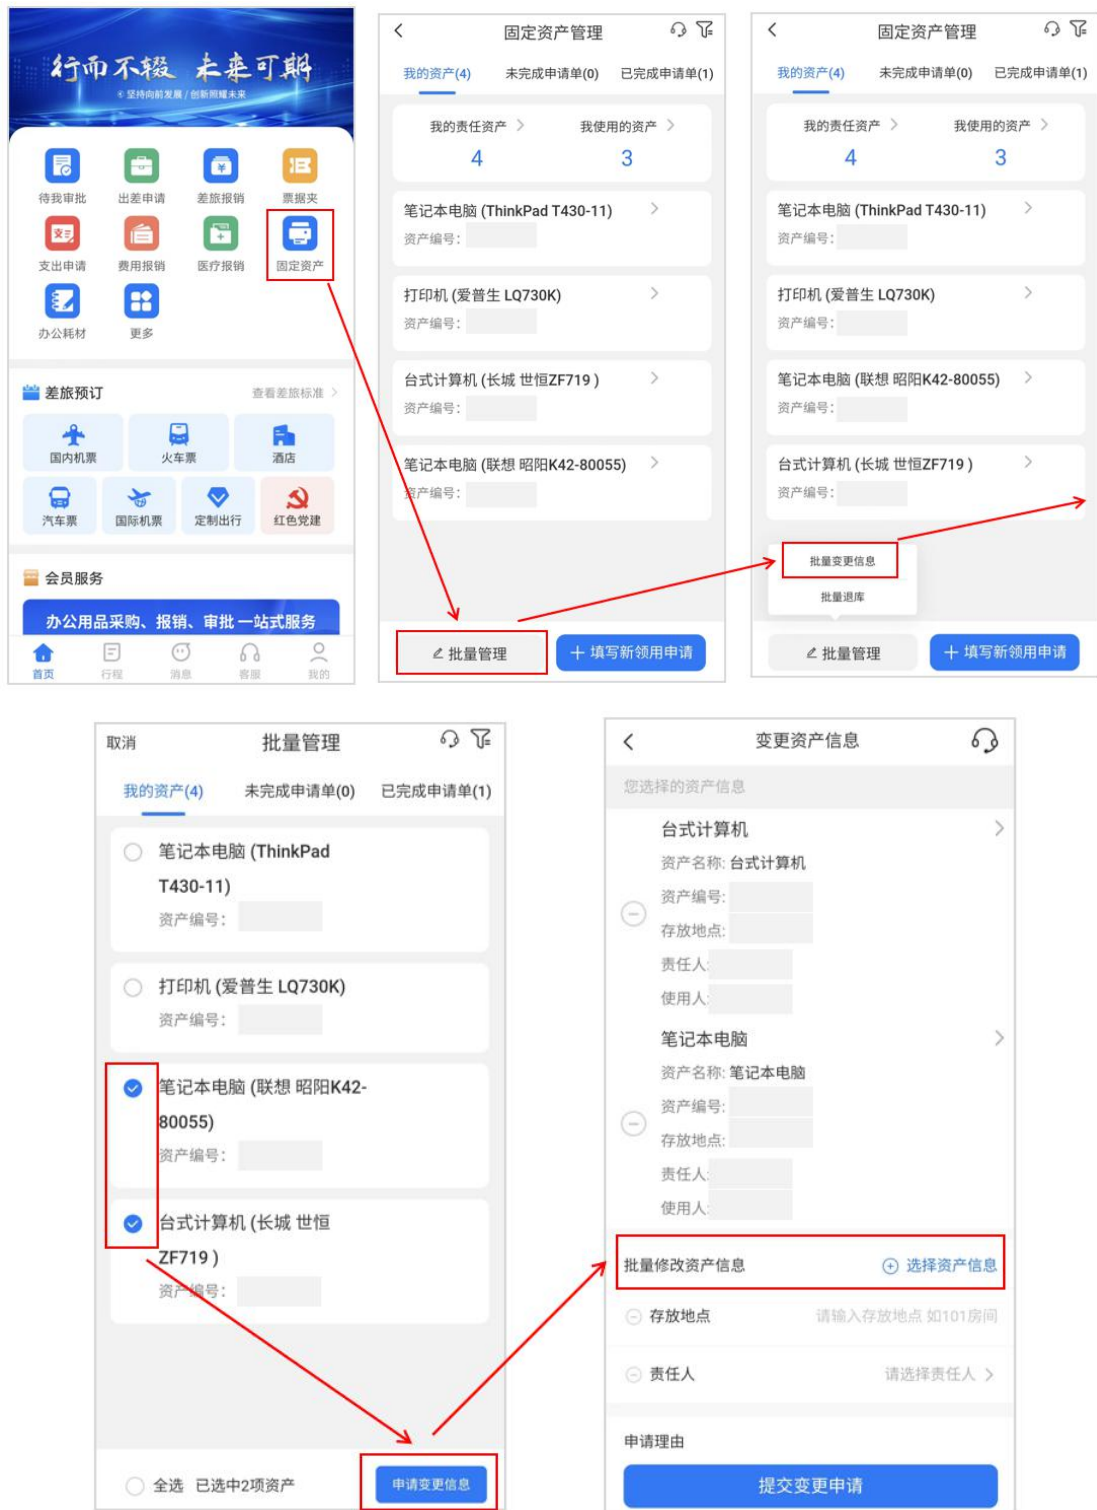 行而不辍 未来可期
坚持向前发展 / 创新照耀未来
待我审批 出差申请 差旅报销 票据夹
支出申请 费用报销 医疗报销 固定资产
办公耗材 更多
差旅预订 查看差旅标准
国内机票 火车票 酒店
汽车票 国际机票 定制出行 红色党建
会员服务
办公用品采购、报销、审批一站式服务
首页 行程 消息 客服 我的
固定资产管理
我的资产(4) 未完成申请单(0) 已完成申请单(1)
我的责任资产 我使用的资产
4 3
笔记本电脑 (ThinkPad T430-11)
资产编号：
打印机 (爱普生 LQ730K)
资产编号：
台式计算机 (长城 世恒ZF719 )
资产编号：
笔记本电脑 (联想 昭阳K42-80055)
资产编号：
批量管理 填写新领用申请
固定资产管理
我的资产(4) 未完成申请单(0) 已完成申请单(1)
我的责任资产 我使用的资产
4 3
笔记本电脑 (ThinkPad T430-11)
资产编号：
打印机 (爱普生 LQ730K)
资产编号：
笔记本电脑 (联想 昭阳K42-80055)
资产编号：
台式计算机 (长城 世恒ZF719 )
资产编号：
批量变更信息
批量退库
批量管理 填写新领用申请
取消 批量管理
我的资产(4) 未完成申请单(0) 已完成申请单(1)
笔记本电脑 (ThinkPad
T430-11)
资产编号：
打印机 (爱普生 LQ730K)
资产编号：
笔记本电脑 (联想 昭阳K42-
80055)
资产编号：
台式计算机 (长城 世恒
ZF719 )
资产编号：
全选 已选中2项资产 申请变更信息
变更资产信息
您选择的资产信息
台式计算机
资产名称: 台式计算机
资产编号:
存放地点:
责任人:
使用人:
笔记本电脑
资产名称: 笔记本电脑
资产编号:
存放地点:
责任人:
使用人:
批量修改资产信息 选择资产信息
存放地点 请输入存放地点 如101房间
责任人 请选择责任人
申请理由
提交变更申请